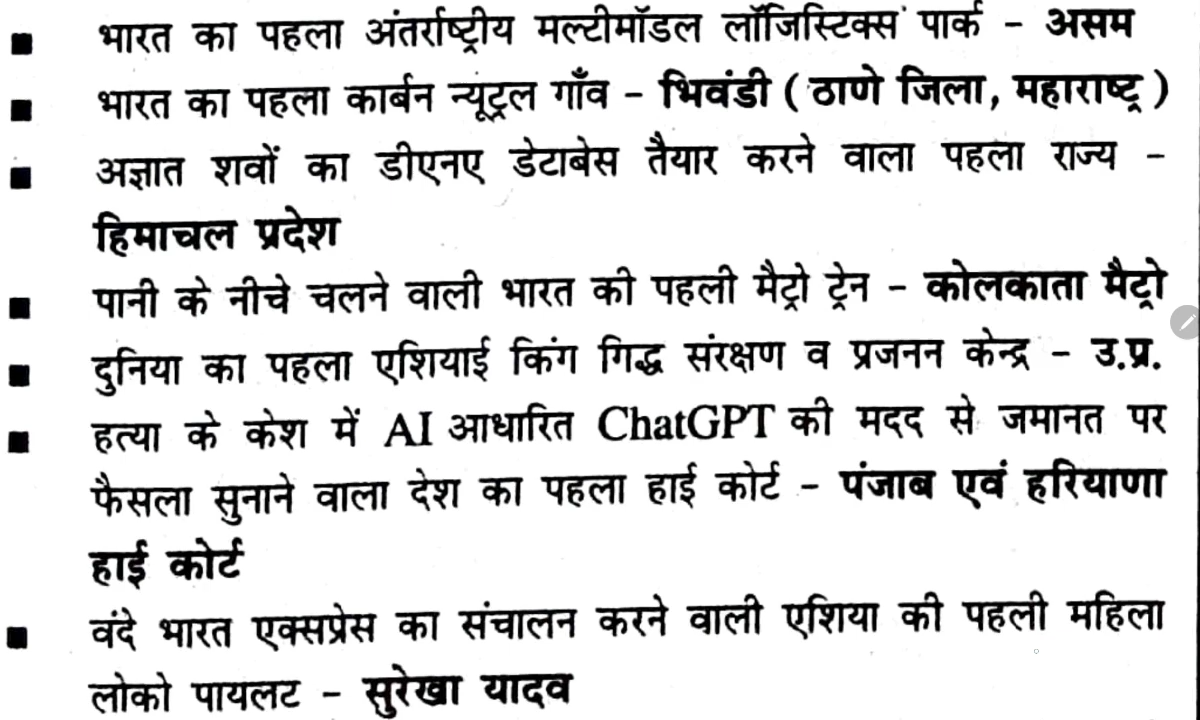 ▪ भारत का पहला अंतर्राष्ट्रीय मल्टीमॉडल लॉजिस्टिक्स पार्क – असम
▪ भारत का पहला कार्बन न्यूट्रल गाँव – भिवंडी ( ठाणे जिला, महाराष्ट्र )
▪ अज्ञात शवों का डीएनए डेटाबेस तैयार करने वाला पहला राज्य –
हिमाचल प्रदेश
▪ पानी के नीचे चलने वाली भारत की पहली मैट्रो ट्रेन – कोलकाता मैट्रो
▪ दुनिया का पहला एशियाई किंग गिद्ध संरक्षण व प्रजनन केन्द्र – उ.प्र.
▪ हत्या के केश में AI आधारित ChatGPT की मदद से जमानत पर
फैसला सुनाने वाला देश का पहला हाई कोर्ट – पंजाब एवं हरियाणा
हाई कोर्ट
▪ वंदे भारत एक्सप्रेस का संचालन करने वाली एशिया की पहली महिला
लोको पायलट – सुरेखा यादव